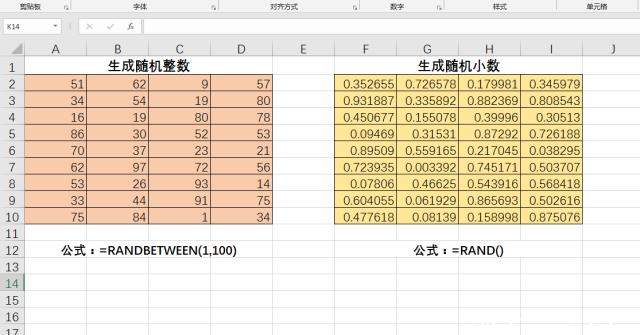 剪贴板 字体 对齐方式 数字 样式 单元格
K14 fx
A B C D E F G H I J
1 生成随机整数 生成随机小数
2 51 62 9 57 0.352655 0.726578 0.179981 0.345979
3 34 54 19 80 0.931887 0.335892 0.882369 0.808543
4 16 19 80 78 0.450677 0.155078 0.39996 0.30513
5 86 30 52 53 0.09469 0.31531 0.87292 0.726188
6 70 37 23 21 0.89509 0.559165 0.217045 0.038295
7 62 97 72 56 0.723935 0.003392 0.745171 0.503707
8 53 26 93 14 0.07806 0.46625 0.543916 0.568418
9 33 44 91 75 0.604055 0.061929 0.865693 0.502616
10 75 84 1 34 0.477618 0.08139 0.158998 0.875076
11
12 公式：=RANDBETWEEN(1,100) 公式：=RAND()
13
14
15
16
17